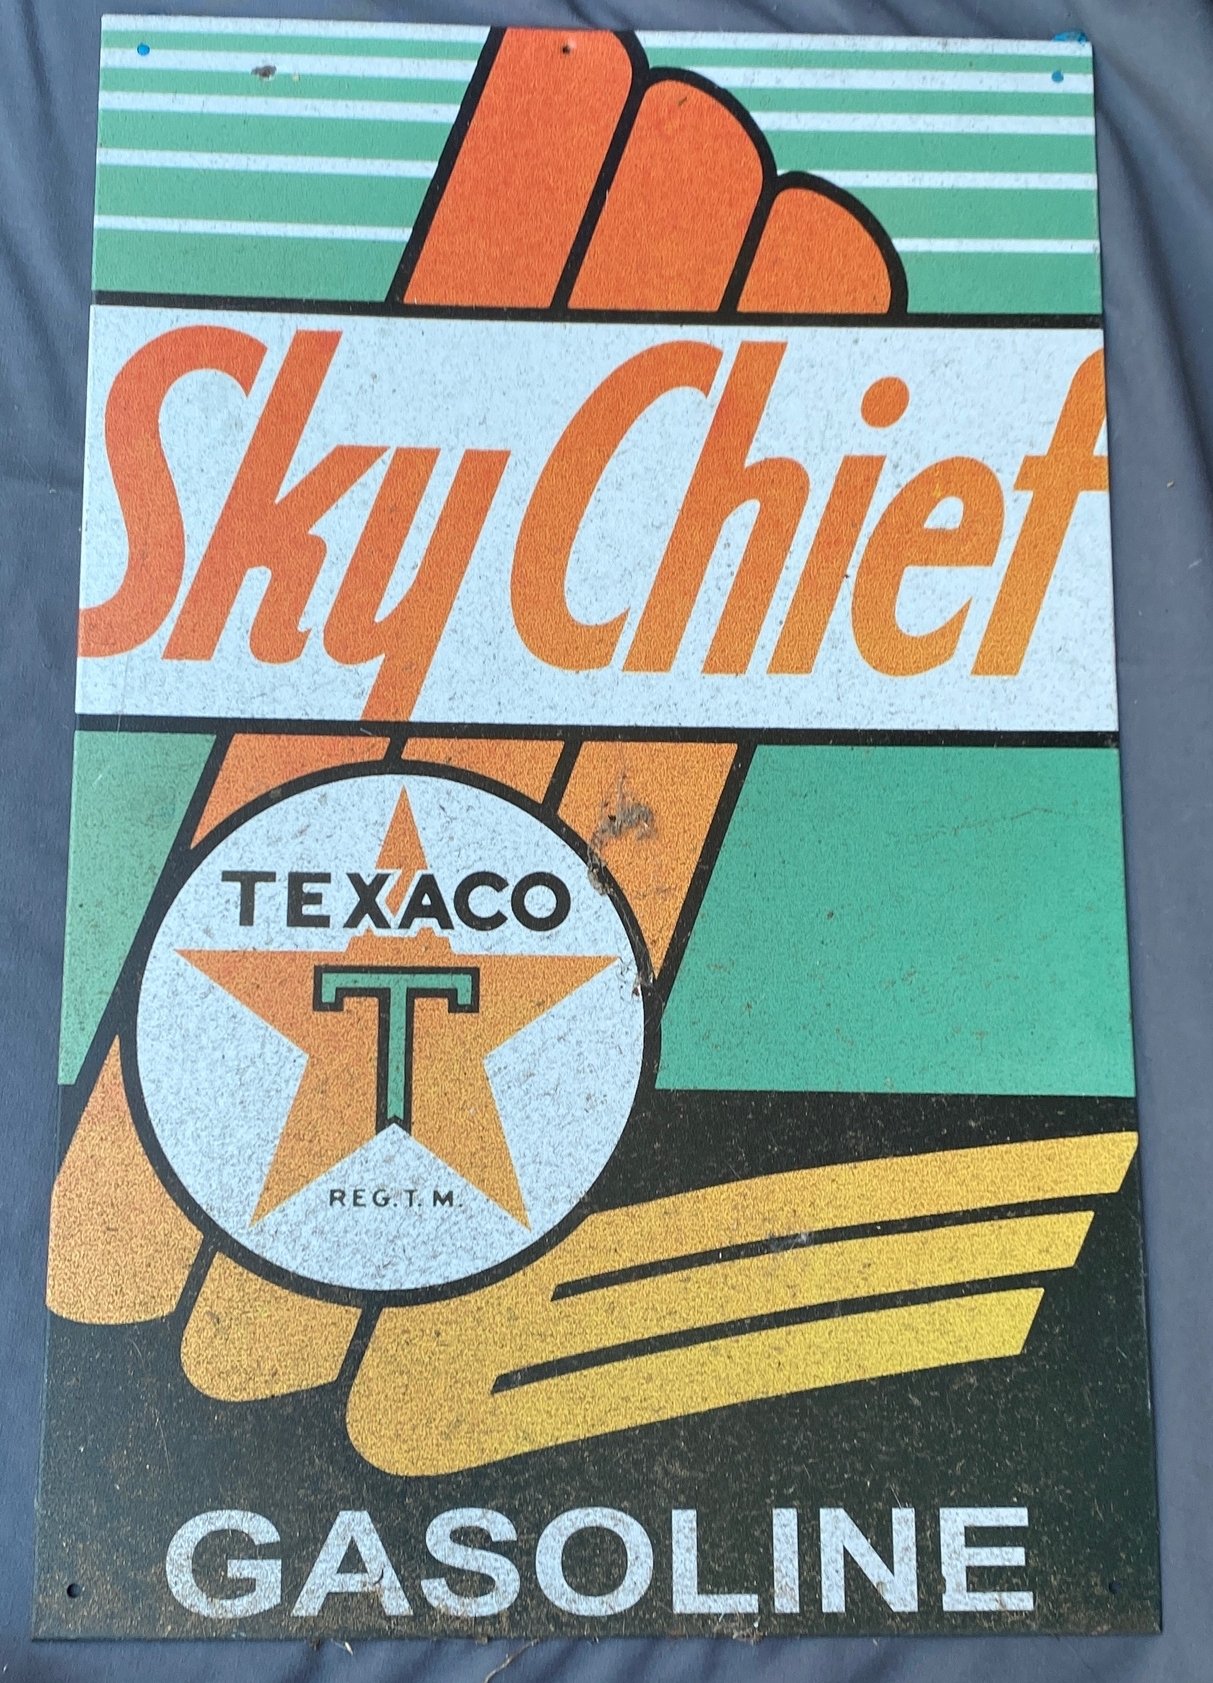 Sky Chief
TEXACO
T
REG. T. M.
GASOLINE